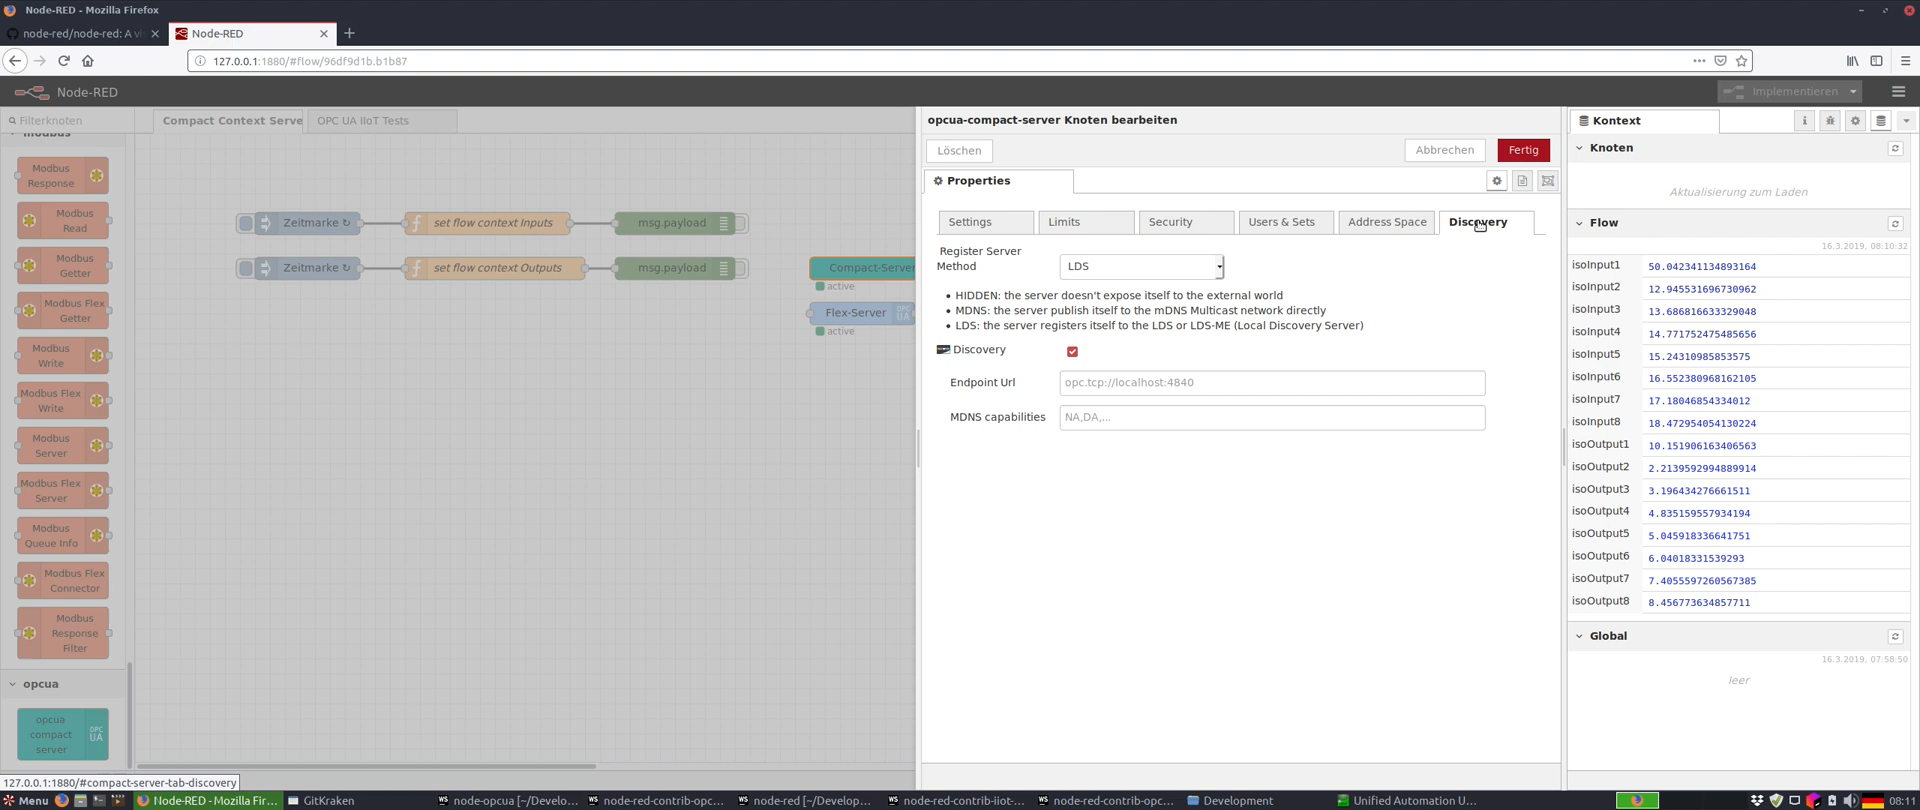 Node-RED - Mozilla Firefox
node-red/node-red: A vi
Node-RED
127.0.0.1:1880/#flow/96df9d1b.b1b87
Node-RED
Implementieren
Filterknoten
modbus
Modbus
Response
Modbus
Read
Modbus
Getter
Modbus Flex
Getter
Modbus
Write
Modbus Flex
Write
Modbus
Server
Modbus Flex
Server
Modbus
Queue Info
Modbus Flex
Connector
Modbus
Response
Filter
opcua
opcua
compact
server
OPC
UA
127.0.0.1:1880/#compact-server-tab-discovery
Compact Context Serve
OPC UA IIoT Tests
Zeitmarke ↻
set flow context Inputs
msg.payload
Zeitmarke ↻
set flow context Outputs
msg.payload
Compact-Server
active
Flex-Server
OPC
UA
active
opcua-compact-server Knoten bearbeiten
Löschen
Abbrechen
Fertig
Properties
Settings
Limits
Security
Users & Sets
Address Space
Discovery
Register Server
Method
LDS
• HIDDEN: the server doesn't expose itself to the external world
• MDNS: the server publish itself to the mDNS Multicast network directly
• LDS: the server registers itself to the LDS or LDS-ME (Local Discovery Server)
Discovery
Endpoint Url
opc.tcp://localhost:4840
MDNS capabilities
NA,DA,...
Kontext
Knoten
Aktualisierung zum Laden
Flow
16.3.2019, 08:10:32
isoInput1 50.042341134893164
isoInput2 12.945531696730962
isoInput3 13.686816633329048
isoInput4 14.771752475485656
isoInput5 15.24310985853575
isoInput6 16.552380968162105
isoInput7 17.18046854334012
isoInput8 18.472954054130224
isoOutput1 10.151906163406563
isoOutput2 2.2139592994889914
isoOutput3 3.196434276661511
isoOutput4 4.835159557934194
isoOutput5 5.045918336641751
isoOutput6 6.04018331539293
isoOutput7 7.4055597260567385
isoOutput8 8.456773634857711
Global
16.3.2019, 07:58:50
leer
Menu
Node-RED - Mozilla Fir...
GitKraken
node-opcua [~/Develo...
node-red-contrib-opc...
node-red [~/Develop...
node-red-contrib-iiot-...
node-red-contrib-opc...
Development
Unified Automation U...
08:11